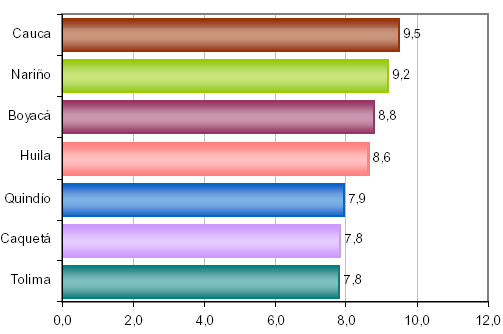 Cauca 9,5
Nariño 9,2
Boyacá 8,8
Huila 8,6
Quindío 7,9
Caquetá 7,8
Tolima 7,8
0,0 2,0 4,0 6,0 8,0 10,0 12,0